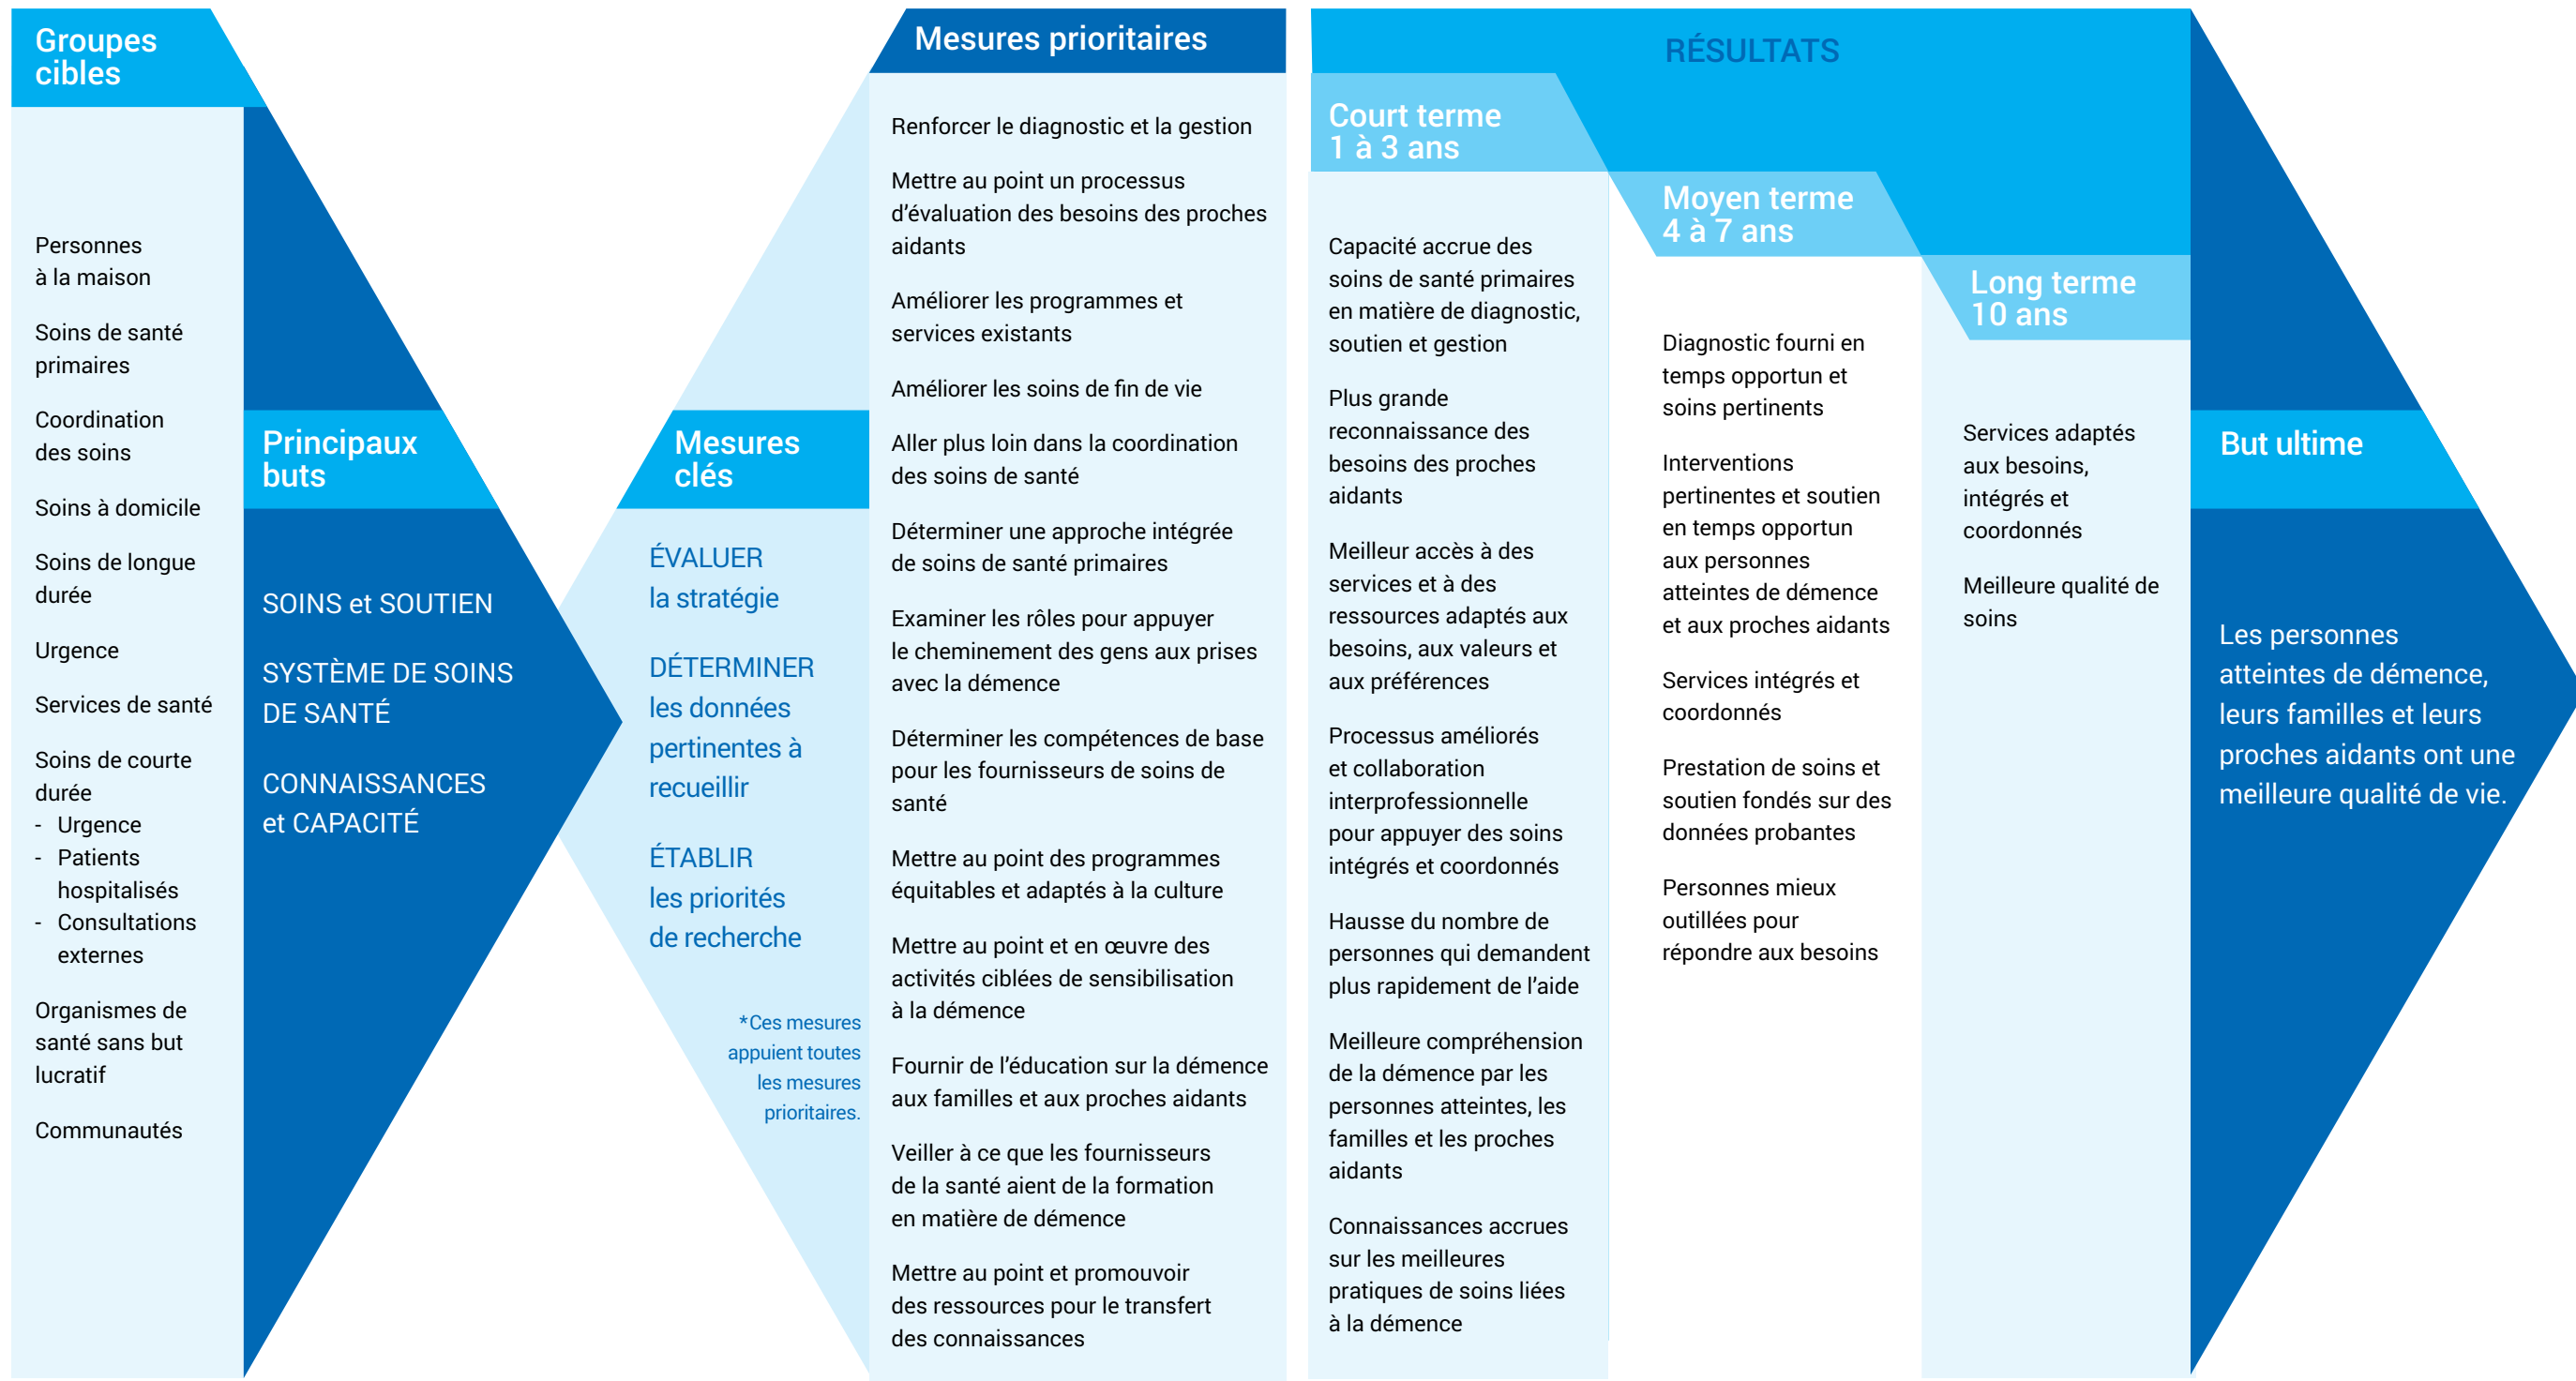 Groupes
cibles
Personnes
à la maison
Soins de santé
primaires
Coordination
des soins
Soins à domicile
Soins de longue
durée
Urgence
Services de santé
Soins de courte
durée
- Urgence
- Patients
hospitalisés
- Consultations
externes
Organismes de
santé sans but
lucratif
Communautés
Principaux
buts
SOINS et SOUTIEN
SYSTÈME DE SOINS
DE SANTÉ
CONNAISSANCES
et CAPACITÉ
Mesures
clés
ÉVALUER
la stratégie
DÉTERMINER
les données
pertinentes à
recueillir
ÉTABLIR
les priorités
de recherche
*Ces mesures
appuient toutes
les mesures
prioritaires.
Mesures prioritaires
Renforcer le diagnostic et la gestion
Mettre au point un processus
d'évaluation des besoins des proches
aidants
Améliorer les programmes et
services existants
Améliorer les soins de fin de vie
Aller plus loin dans la coordination
des soins de santé
Déterminer une approche intégrée
de soins de santé primaires
Examiner les rôles pour appuyer
le cheminement des gens aux prises
avec la démence
Déterminer les compétences de base
pour les fournisseurs de soins de
santé
Mettre au point des programmes
équitables et adaptés à la culture
Mettre au point et en œuvre des
activités ciblées de sensibilisation
à la démence
Fournir de l'éducation sur la démence
aux familles et aux proches aidants
Veiller à ce que les fournisseurs
de la santé aient de la formation
en matière de démence
Mettre au point et promouvoir
des ressources pour le transfert
des connaissances
RÉSULTATS
Court terme
1 à 3 ans
Capacité accrue des
soins de santé primaires
en matière de diagnostic,
soutien et gestion
Plus grande
reconnaissance des
besoins des proches
aidants
Meilleur accès à des
services et à des
ressources adaptés aux
besoins, aux valeurs et
aux préférences
Processus améliorés
et collaboration
interprofessionnelle
pour appuyer des soins
intégrés et coordonnés
Hausse du nombre de
personnes qui demandent
plus rapidement de l'aide
Meilleure compréhension
de la démence par les
personnes atteintes, les
familles et les proches
aidants
Connaissances accrues
sur les meilleures
pratiques de soins liées
à la démence
Moyen terme
4 à 7 ans
Diagnostic fourni en
temps opportun et
soins pertinents
Interventions
pertinentes et soutien
en temps opportun
aux personnes
atteintes de démence
et aux proches aidants
Services intégrés et
coordonnés
Prestation de soins et
soutien fondés sur des
données probantes
Personnes mieux
outillées pour
répondre aux besoins
Long terme
10 ans
Services adaptés
aux besoins,
intégrés et
coordonnés
Meilleure qualité de
soins
But ultime
Les personnes
atteintes de démence,
leurs familles et leurs
proches aidants ont une
meilleure qualité de vie.